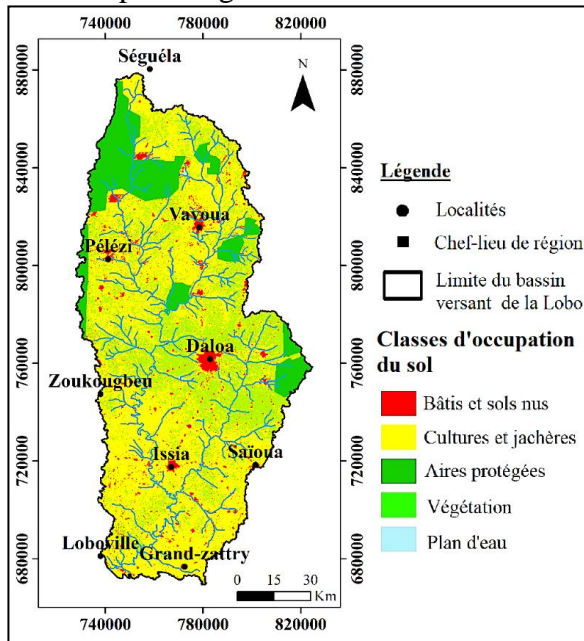 740000 780000 820000
880000
840000
800000
760000
720000
680000
Séguéla
N
Vavoua
Pélézi
Daloa
Zoukougbeu
Issia
Saïoua
Loboville
Grand-zattry
0 15 30
Km
880000
840000
800000
760000
720000
680000
740000 780000 820000
Légende
Localités
Chef-lieu de région
Limite du bassin
versant de la Lobo
Classes d'occupation
du sol
Bâtis et sols nus
Cultures et jachères
Aires protégées
Végétation
Plan d'eau